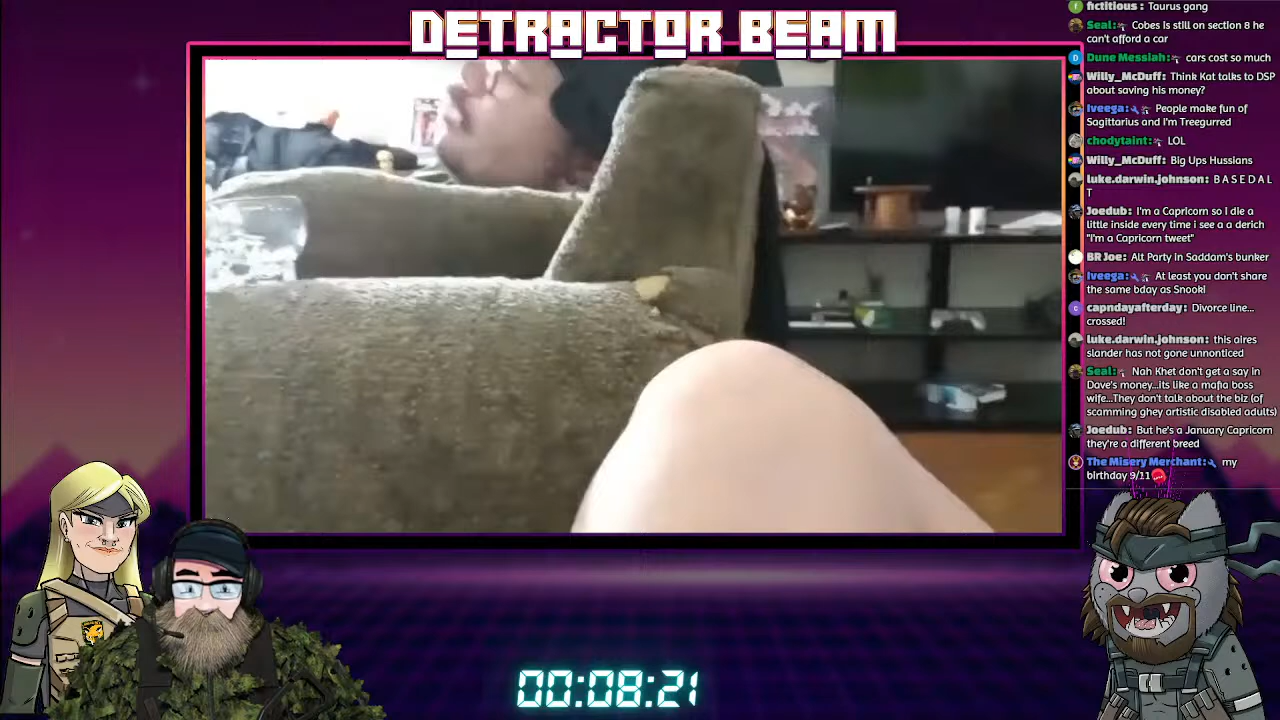 DETRACTOR BEAM
fictitious : Taurus gang
Seal: Cobes is still on section 8 he
can't afford a car
Dune Messiah: cars cost so much
Willy_McDuff: Think Kat talks to DSP
about saving his money?
Iveega: People make fun of
Sagittarius and I'm Treegurred
chodytaint: LOL
Willy_McDuff: Big Ups Hussians
luke.darwin.johnson: B A S E D A L
T
Joedub: I'm a Capricorn so I die a
little inside every time i see a a derich
"I'm a Capricorn tweet"
BR Joe: Alt Party in Saddam's bunker
Iveega: At least you don't share
the same bday as Snooki
capndayafterday: Divorce line...
crossed!
luke.darwin.johnson: this aires
slander has not gone unnonticed
Seal: Nah Khet don't get a say in
Dave's money...its like a mafia boss
wife...They don't talk about the biz (of
scamming ghey artistic disabled adults)
Joedub: But he's a January Capricorn
they're a different breed
The Misery Merchant: my
birthday 9/11
00:08:21